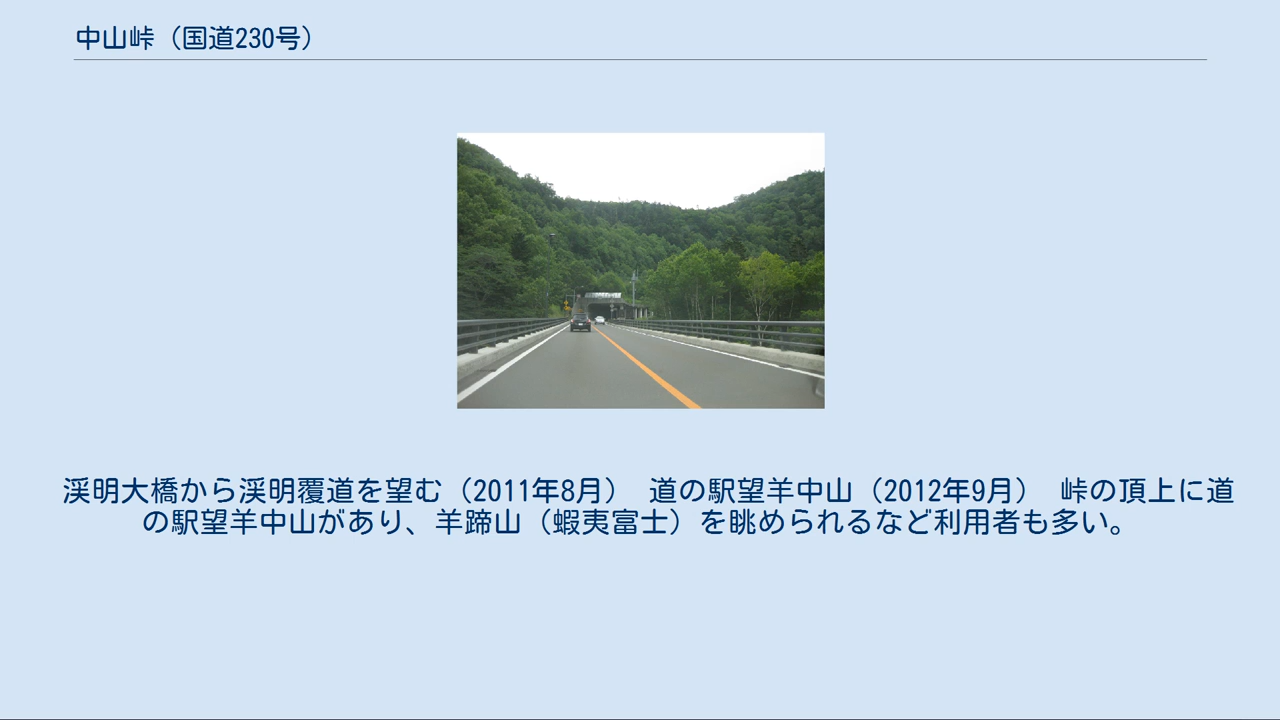 中山峠（国道230号）
渓明大橋から渓明覆道を望む（2011年8月） 道の駅望羊中山（2012年9月） 峠の頂上に道
の駅望羊中山があり、羊蹄山（蝦夷富士）を眺められるなど利用者も多い。